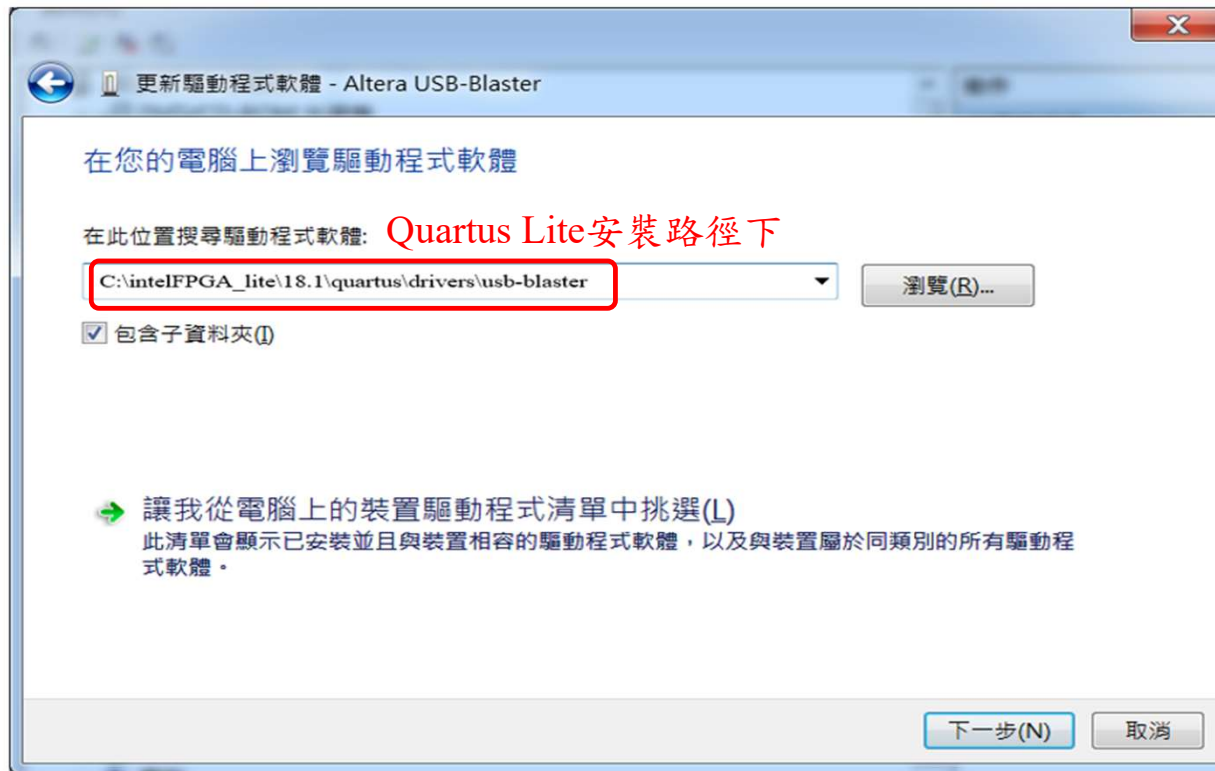 更新驅動程式軟體 - Altera USB-Blaster
在您的電腦上瀏覽驅動程式軟體
在此位置搜尋驅動程式軟體: Quartus Lite安裝路徑下
C:\intelFPGA_lite\18.1\quartus\drivers\usb-blaster
瀏覽(R)...
包含子資料夾(I)
讓我從電腦上的裝置驅動程式清單中挑選(L)
此清單會顯示已安裝並且與裝置相容的驅動程式軟體，以及與裝置屬於同類別的所有驅動程
式軟體。
下一步(N) 取消